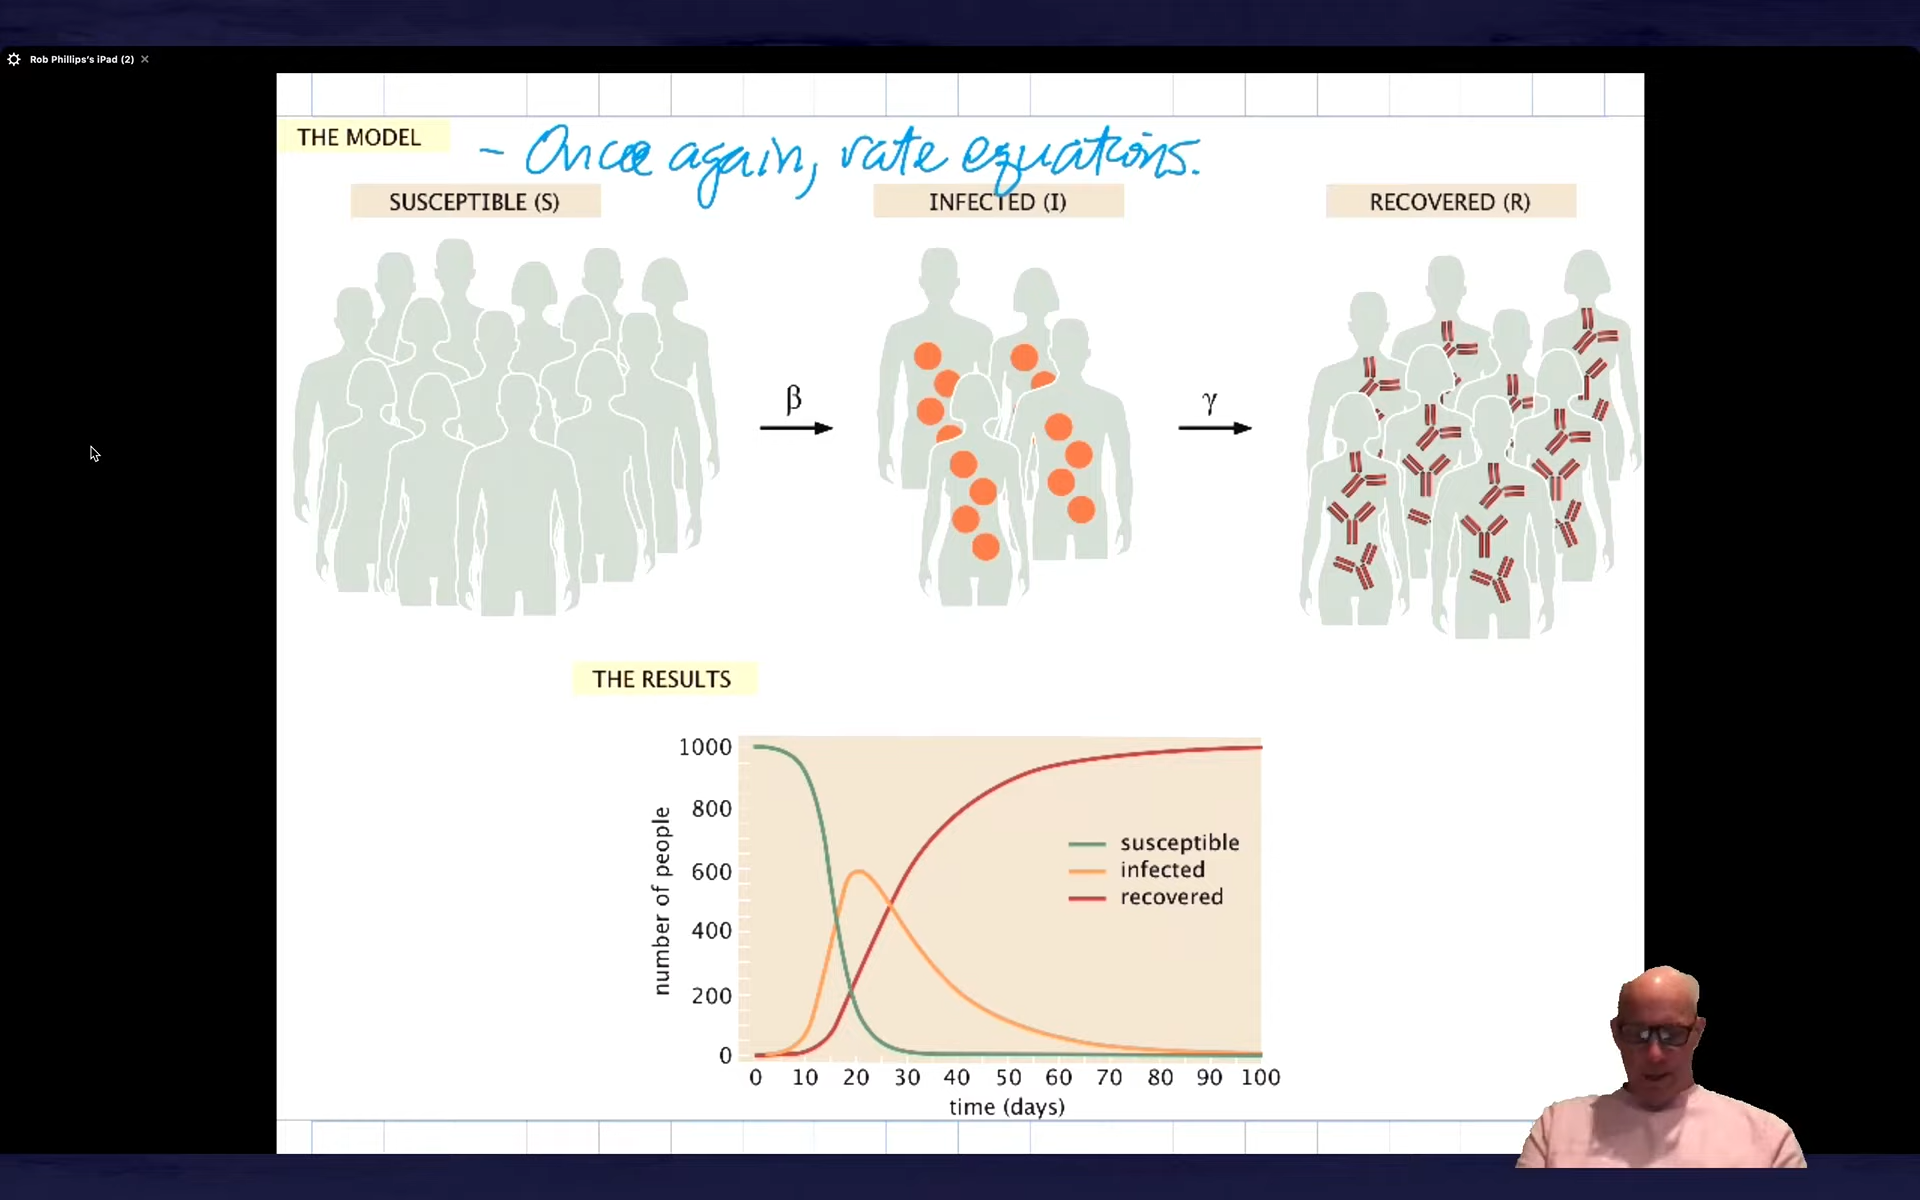 Rob Phillips's iPad (2) ×
THE MODEL
- Once again, rate equations.
SUSCEPTIBLE (S)
INFECTED (I)
RECOVERED (R)
β
γ
THE RESULTS
1000
800
600
400
200
0
number of people
susceptible
infected
recovered
0 10 20 30 40 50 60 70 80 90 100
time (days)